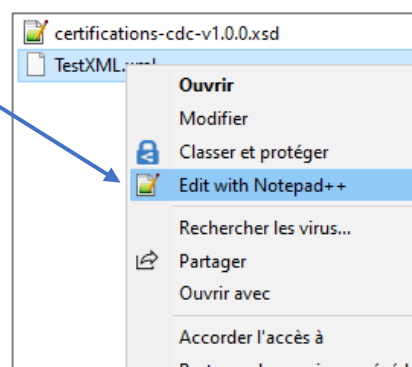 certifications-cdc-v1.0.0.xsd
TestXML.xml
Ouvrir
Modifier
Classer et protéger
Edit with Notepad++
Rechercher les virus...
Partager
Ouvrir avec
Accorder l'accès à